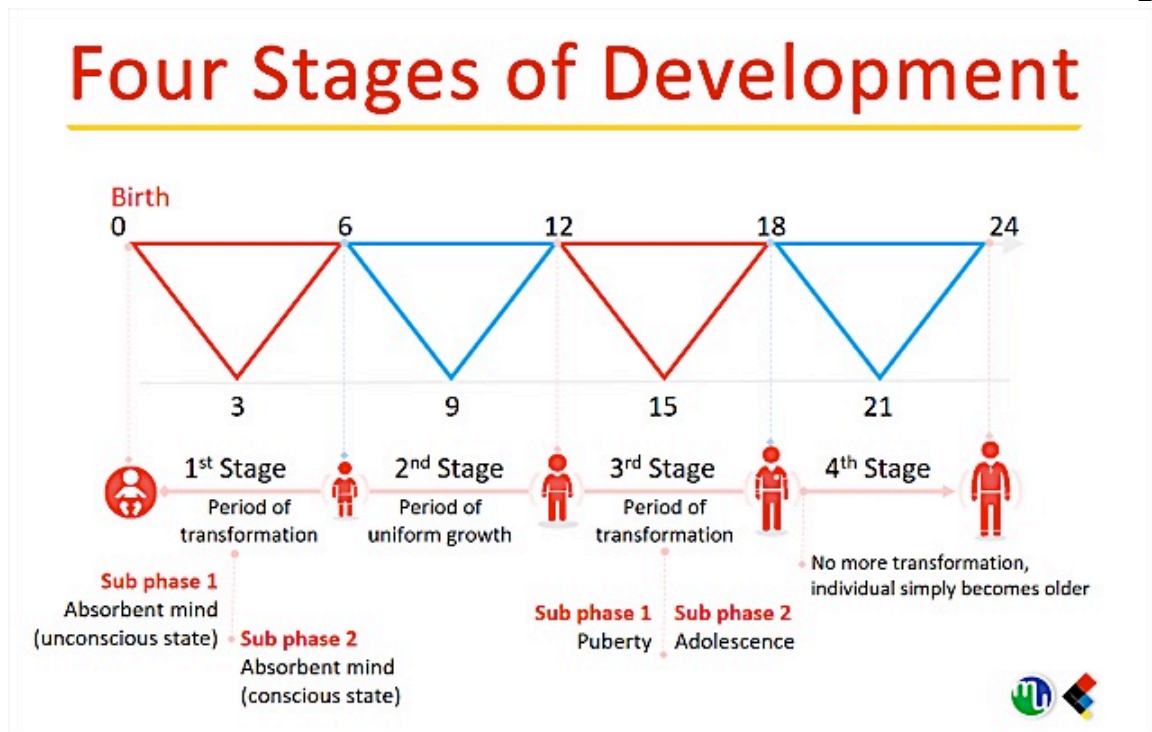 Four Stages of Development
Birth
0 6 12 18 24
3 9 15 21
1st Stage
Period of
transformation
Sub phase 1
Absorbent mind
(unconscious state)
Sub phase 2
Absorbent mind
(conscious state)
2nd Stage
Period of
uniform growth
3rd Stage
Period of
transformation
Sub phase 1
Puberty
Sub phase 2
Adolescence
4th Stage
No more transformation,
individual simply becomes older